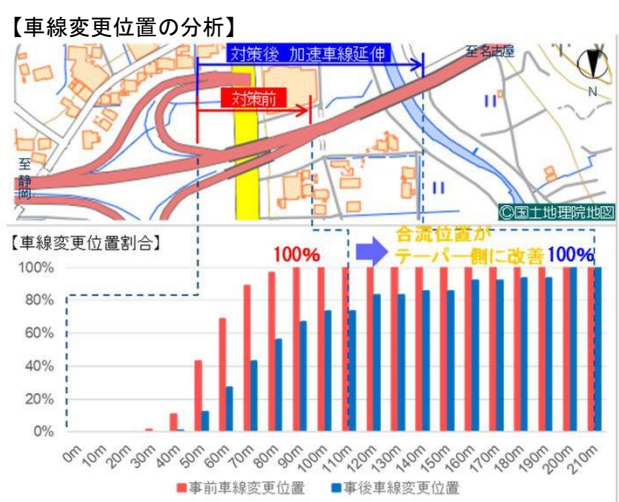 【車線変更位置の分析】
対策後 加速車線延伸
至名古屋
対策前
N
至静岡
©国土地理院地図
【車線変更位置割合】
合流位置が
テーパー側に改善
100%
100%
100%
80%
60%
40%
20%
0%
0m 10m 20m 30m 40m 50m 60m 70m 80m 90m 100m 110m 120m 130m 140m 150m 160m 170m 180m 190m 200m 210m
事前車線変更位置 事後車線変更位置